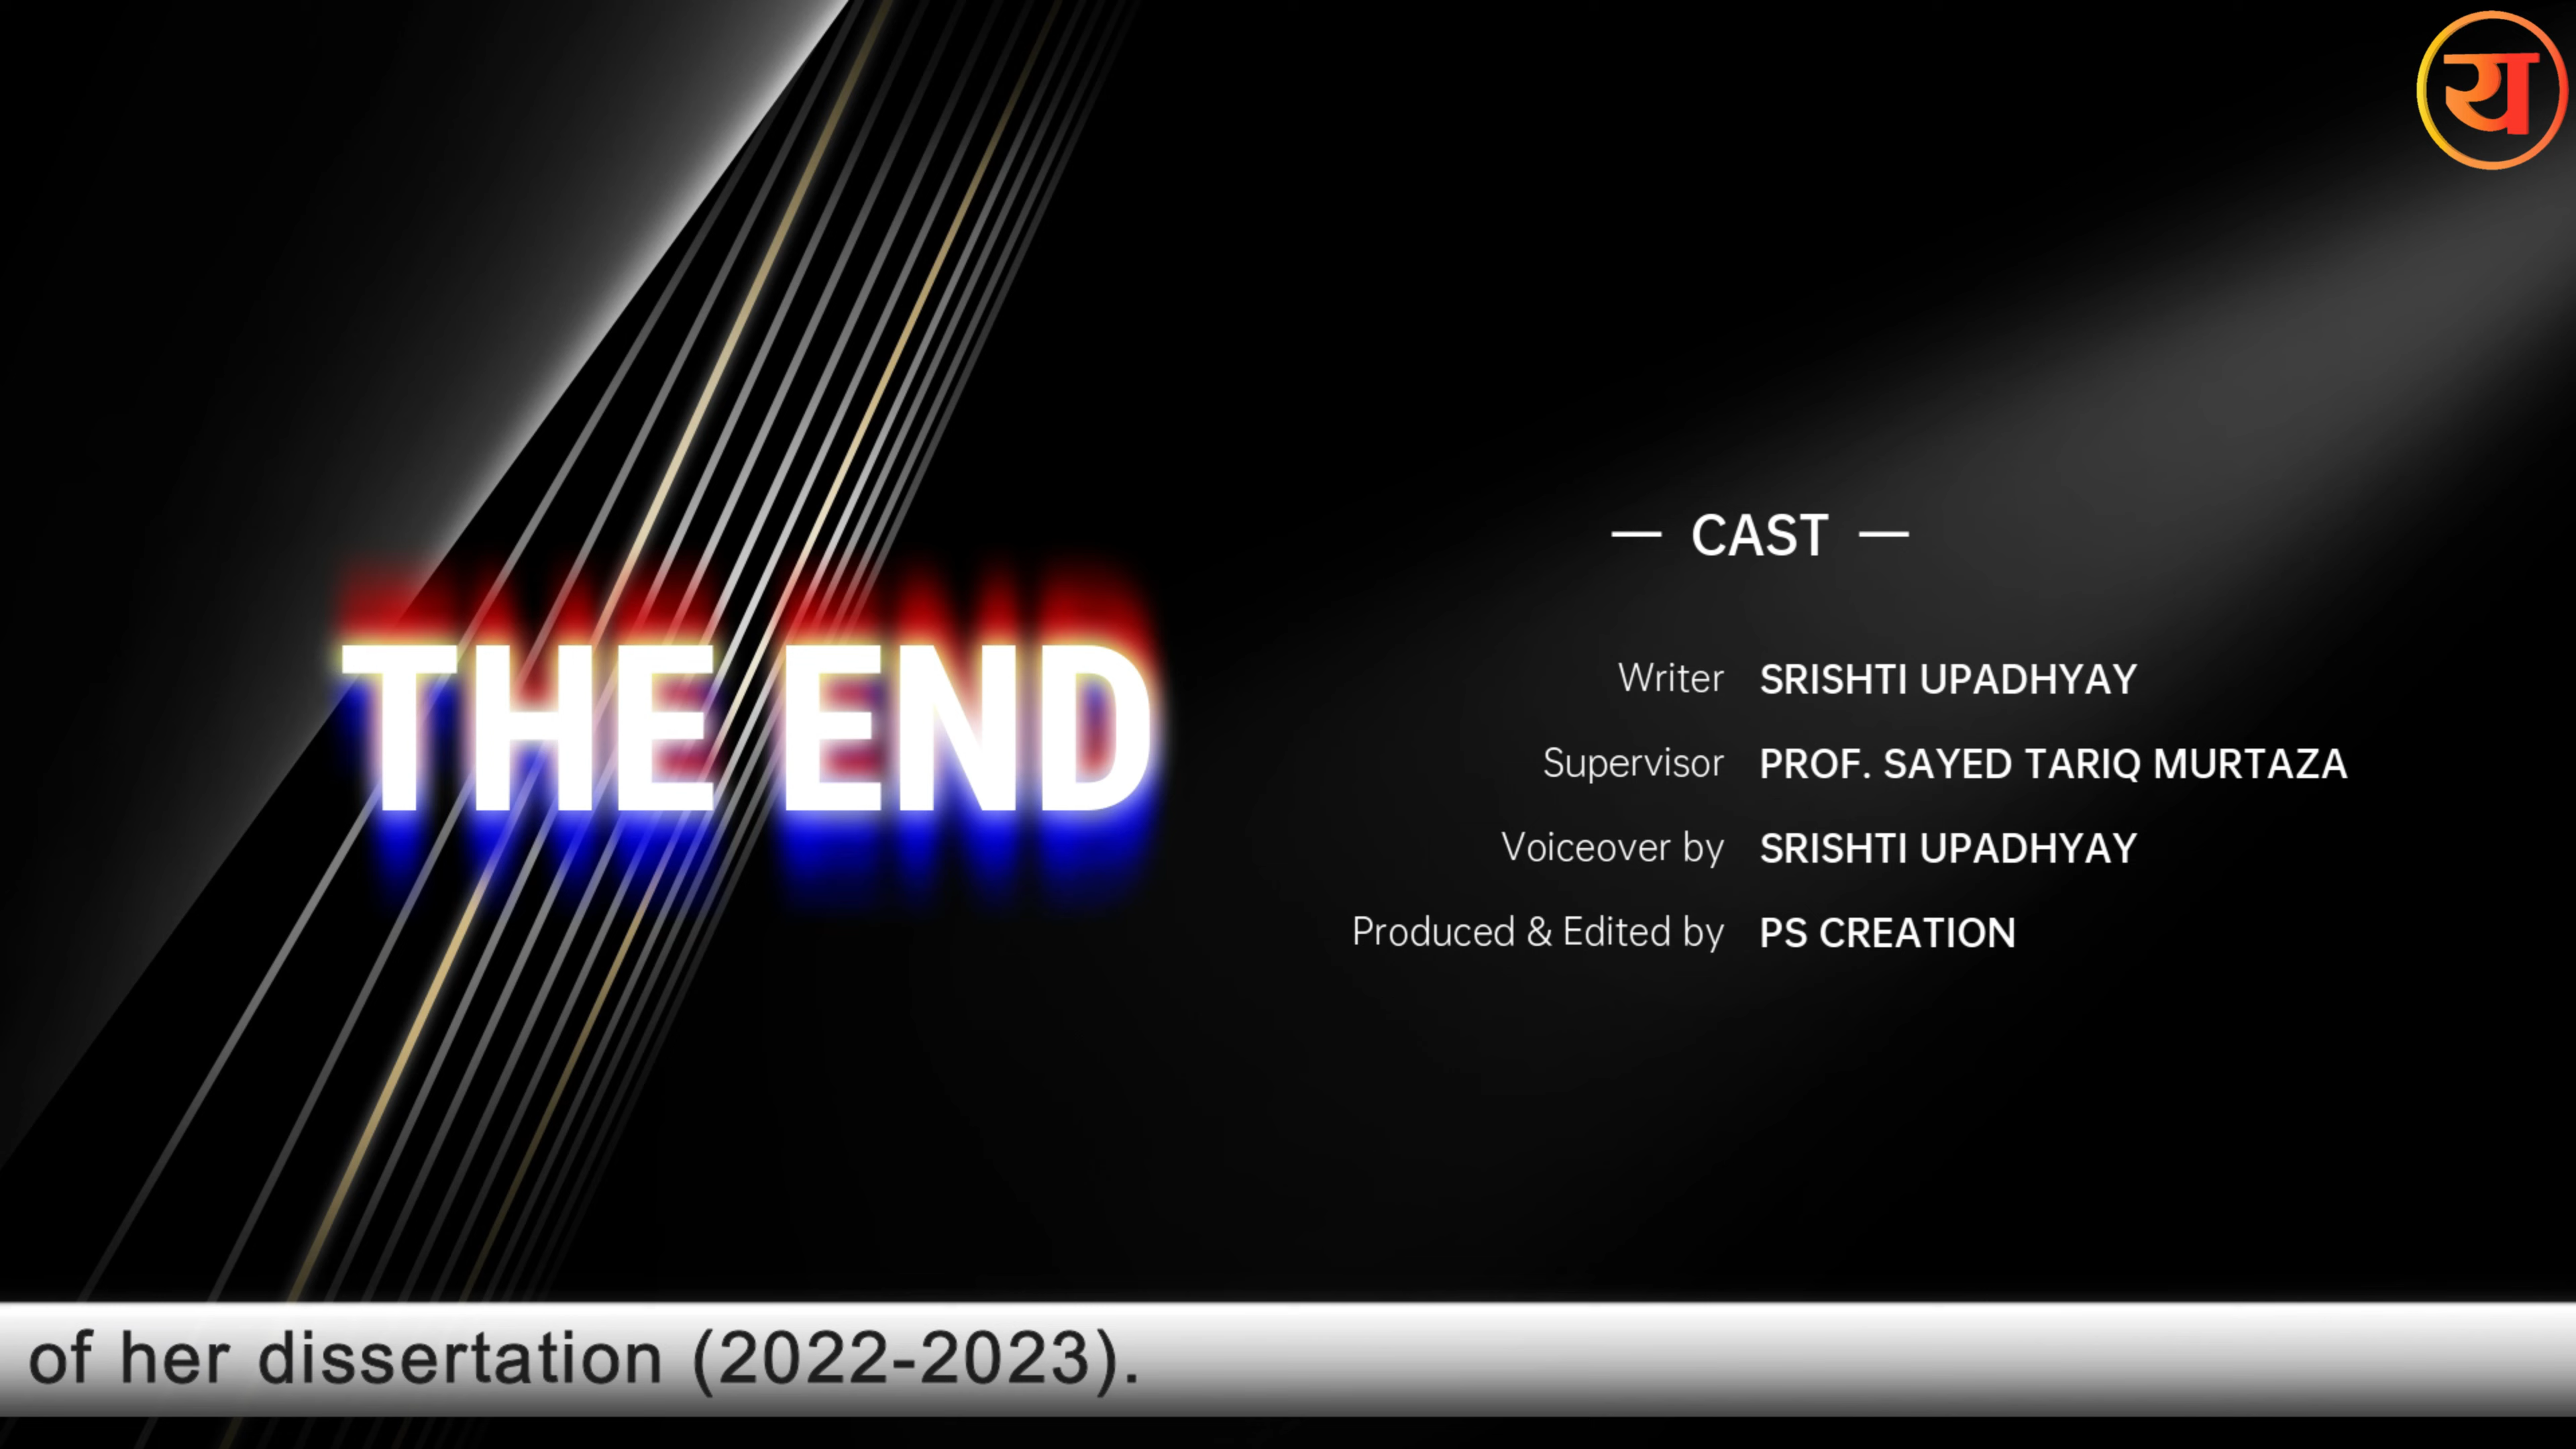 य
THE END
— CAST —
Writer SRISHTI UPADHYAY
Supervisor PROF. SAYED TARIQ MURTAZA
Voiceover by SRISHTI UPADHYAY
Produced & Edited by PS CREATION
of her dissertation (2022-2023).